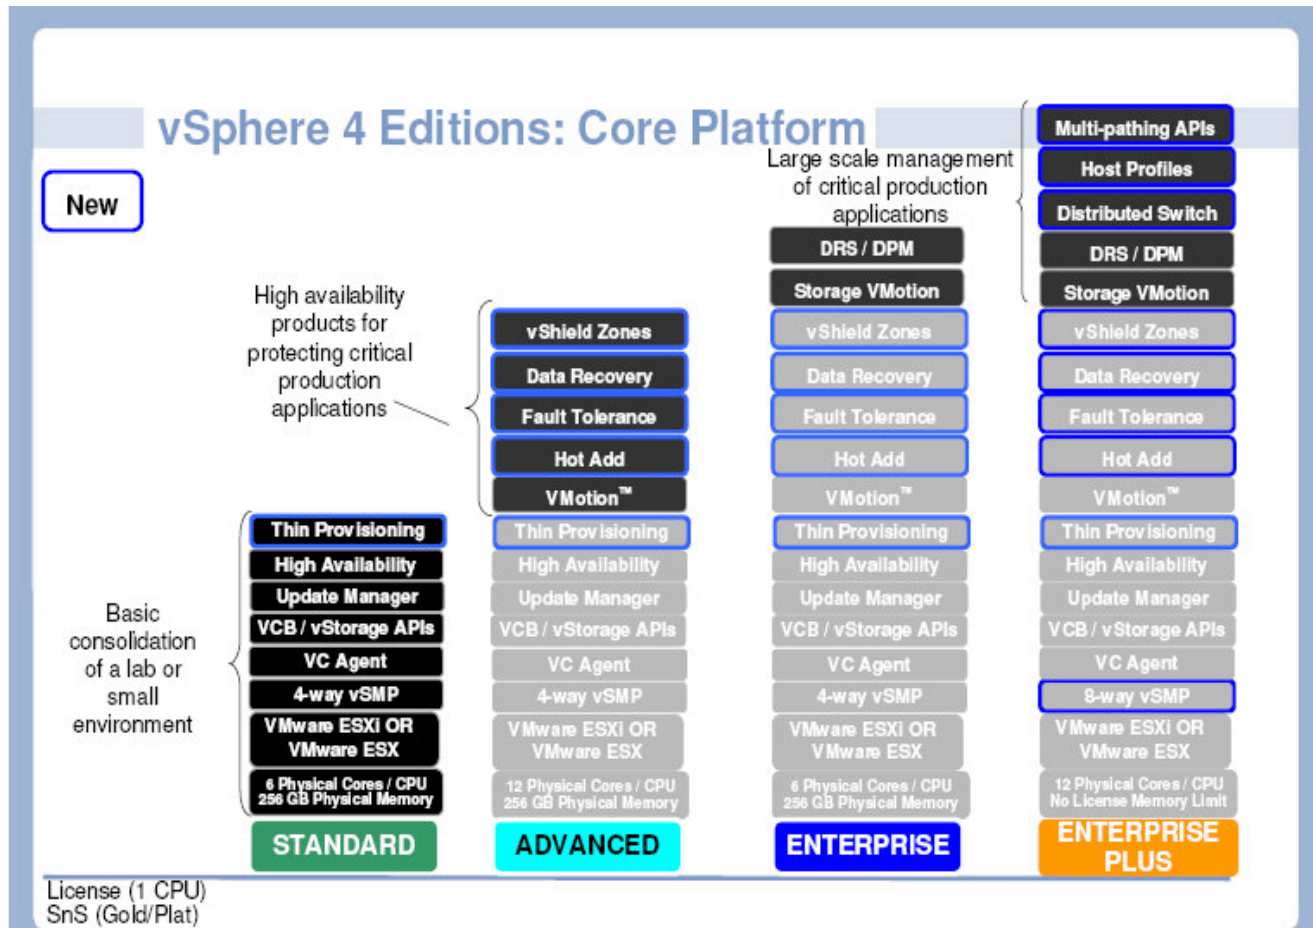 vSphere 4 Editions: Core Platform
New
Large scale management
of critical production
applications
High availability
products for
protecting critical
production
applications
Basic
consolidation
of a lab or
small
environment
Thin Provisioning
High Availability
Update Manager
VCB / vStorage APIs
VC Agent
4-way vSMP
VMware ESXi OR
VMware ESX
6 Physical Cores / CPU
256 GB Physical Memory
STANDARD
vShield Zones
Data Recovery
Fault Tolerance
Hot Add
VMotion™
Thin Provisioning
High Availability
Update Manager
VCB / vStorage APIs
VC Agent
4-way vSMP
VMware ESXi OR
VMware ESX
12 Physical Cores / CPU
256 GB Physical Memory
ADVANCED
DRS / DPM
Storage VMotion
vShield Zones
Data Recovery
Fault Tolerance
Hot Add
VMotion™
Thin Provisioning
High Availability
Update Manager
VCB / vStorage APIs
VC Agent
4-way vSMP
VMware ESXi OR
VMware ESX
6 Physical Cores / CPU
256 GB Physical Memory
ENTERPRISE
Multi-pathing APIs
Host Profiles
Distributed Switch
DRS / DPM
Storage VMotion
vShield Zones
Data Recovery
Fault Tolerance
Hot Add
VMotion™
Thin Provisioning
High Availability
Update Manager
VCB / vStorage APIs
VC Agent
8-way vSMP
VMware ESXi OR
VMware ESX
12 Physical Cores / CPU
No License Memory Limit
ENTERPRISE
PLUS
License (1 CPU)
SnS (Gold/Plat)